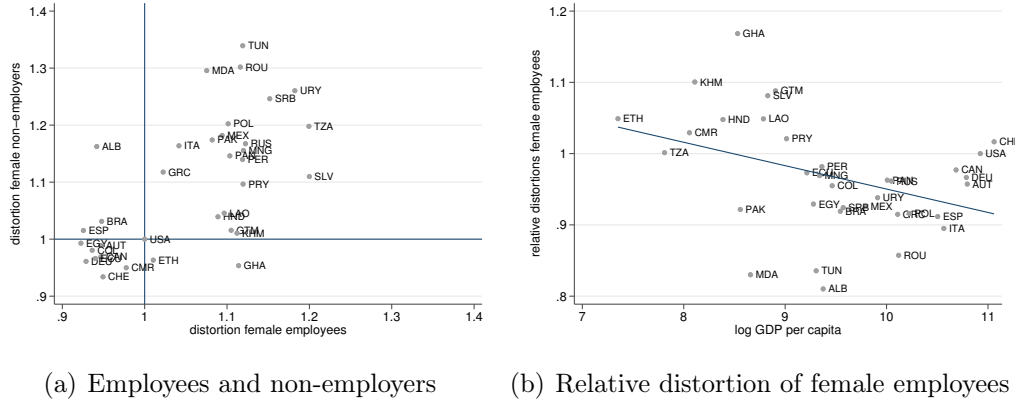 distortion female non–employers
1.4
1.3
1.2
1.1
1
.9
TUN
ROU
MDA
URY
SRB
POL
TZA
MEX
PAK
RUS
ITA
MNG
ALB
PAN
PER
GRC
SLV
PRY
LAO
HND
BRA
GTM
ESP
KHM
USA
EGY
AUT
COL
CAN
ECU
DEU
ETH
GHA
CMR
CHE
.9
1
1.1
1.2
1.3
1.4
distortion female employees
(a) Employees and non-employers
relative distortions female employees
1.2
1.1
1
.9
.8
GHA
KHM
GTM
SLV
ETH
HND
LAO
CMR
PRY
TZA
USA
PER
ECU
MNG
CAN
DEU
PAN
RUS
AUT
COL
URY
EGY
SRB
MEX
BRA
PAK
GRC
POL
ESP
ITA
ROU
MDA
TUN
ALB
7
8
9
10
11
log GDP per capita
(b) Relative distortion of female employees